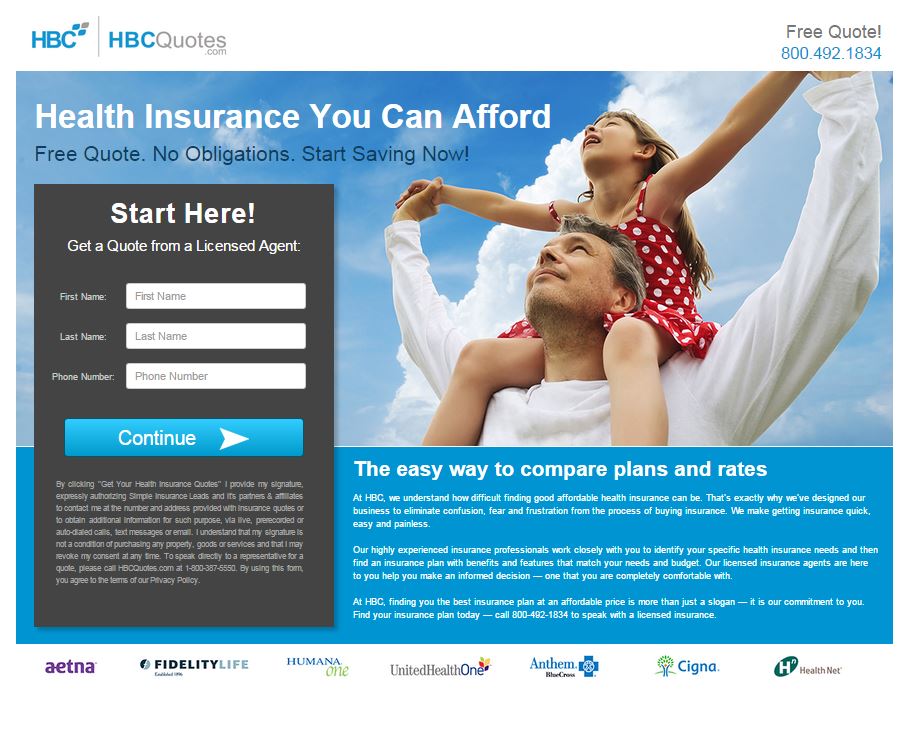 HBC HBCQuotes.com
Free Quote!
800.492.1834
Health Insurance You Can Afford
Free Quote. No Obligations. Start Saving Now!
Start Here!
Get a Quote from a Licensed Agent:
First Name: First Name
Last Name: Last Name
Phone Number: Phone Number
Continue
By clicking "Get Your Health Insurance Quotes" I provide my signature,
expressly authorizing Simple Insurance Leads and it's partners & affiliates
to contact me at the number and address provided with insurance quotes or
to obtain additional information for such purpose, via live, prerecorded or
auto-dialed calls, text messages or email. I understand that my signature is
not a condition of purchasing any property, goods or services and that I may
revoke my consent at any time. To speak directly to a representative for a
quote, please call HBCQuotes.com at 1-800-387-5550. By using this form,
you agree to the terms of our Privacy Policy.
The easy way to compare plans and rates
At HBC, we understand how difficult finding good affordable health insurance can be. That's exactly why we've designed our
business to eliminate confusion, fear and frustration from the process of buying insurance. We make getting insurance quick,
easy and painless.
Our highly experienced insurance professionals work closely with you to identify your specific health insurance needs and then
find an insurance plan with benefits and features that match your needs and budget. Our licensed insurance agents are here
to you help you make an informed decision — one that you are completely comfortable with.
At HBC, finding you the best insurance plan at an affordable price is more than just a slogan — it is our commitment to you.
Find your insurance plan today — call 800-492-1834 to speak with a licensed insurance.
aetna
FIDELITYLIFE
Established 1896
HUMANA
one
UnitedHealthOne
Anthem.
BlueCross
Cigna.
Hn Health Net